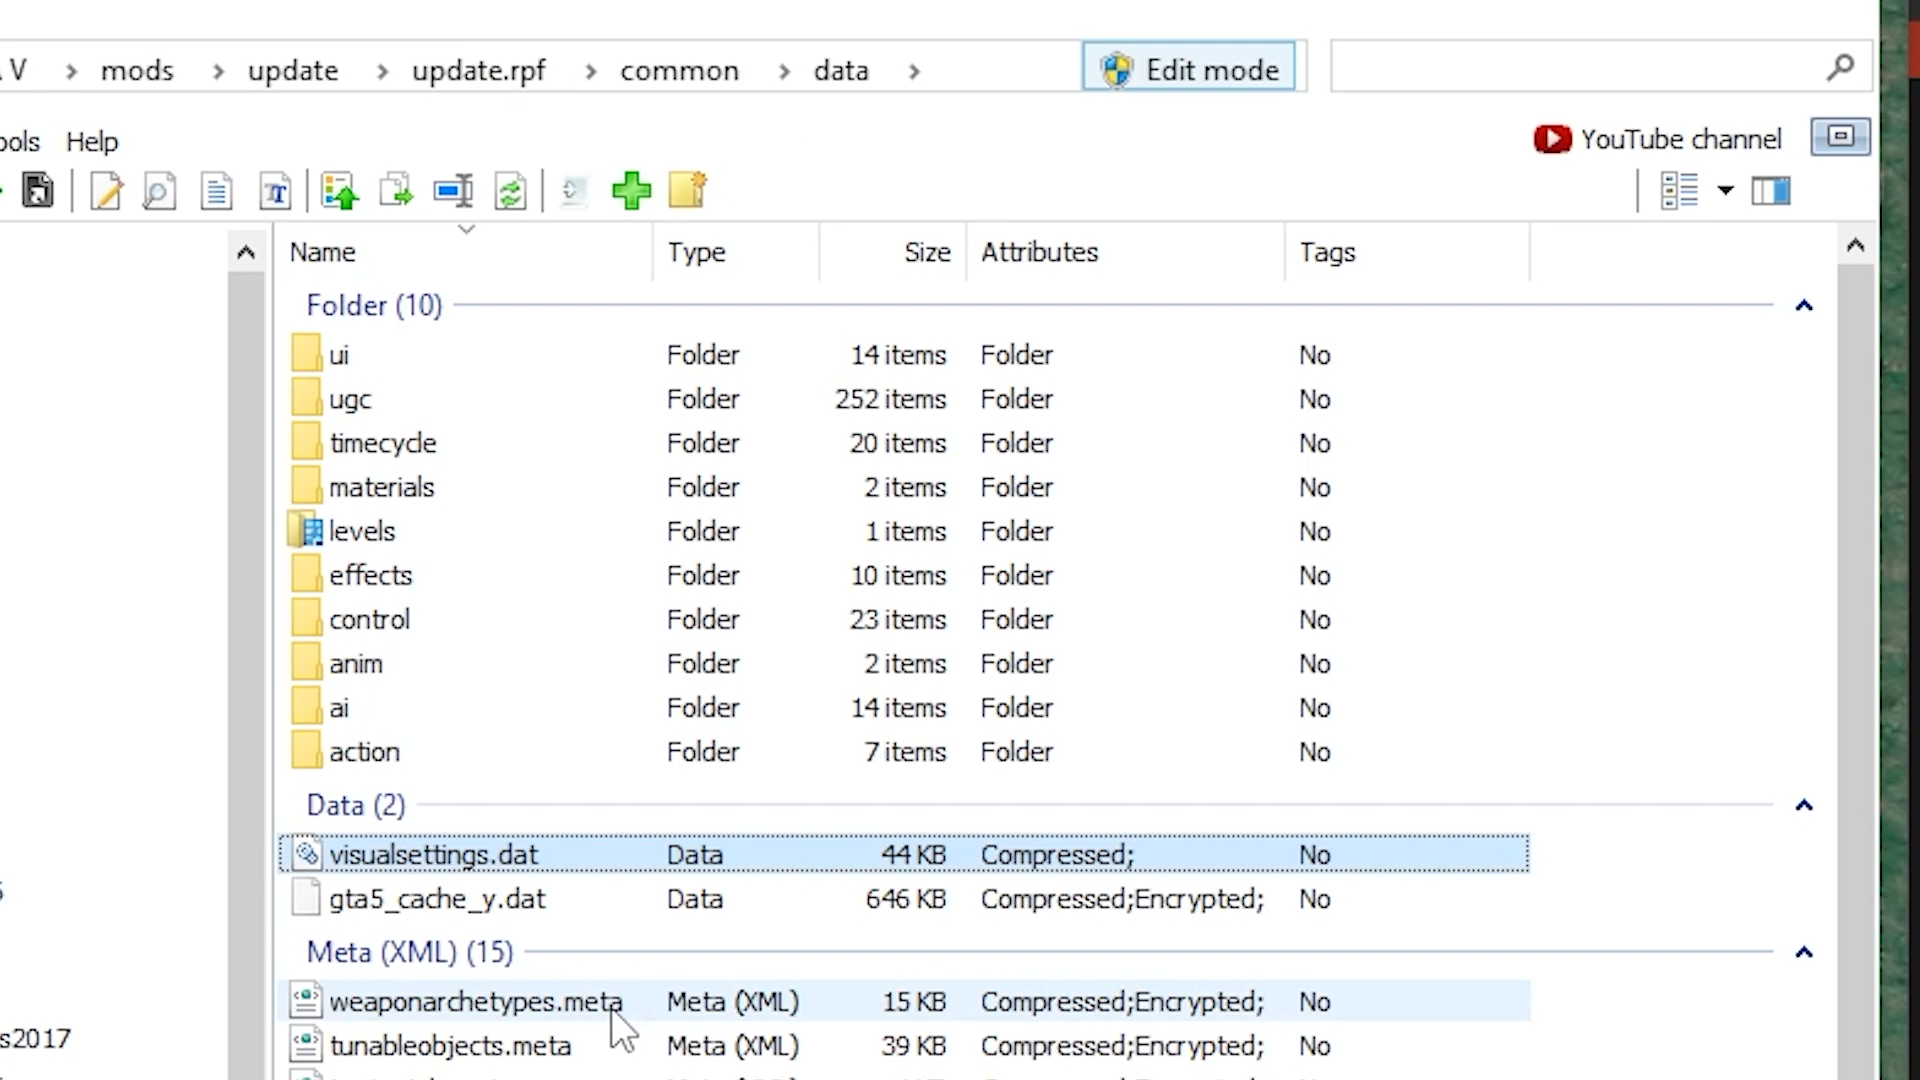 V > mods > update > update.rpf > common > data > Edit mode
ools Help YouTube channel
Name Type Size Attributes Tags
Folder (10)
ui Folder 14 items Folder No
ugc Folder 252 items Folder No
timecycle Folder 20 items Folder No
materials Folder 2 items Folder No
levels Folder 1 items Folder No
effects Folder 10 items Folder No
control Folder 23 items Folder No
anim Folder 2 items Folder No
ai Folder 14 items Folder No
action Folder 7 items Folder No
Data (2)
visualsettings.dat Data 44 KB Compressed; No
gta5_cache_y.dat Data 646 KB Compressed;Encrypted; No
Meta (XML) (15)
weaponarchetypes.meta Meta (XML) 15 KB Compressed;Encrypted; No
s2017
tunableobjects.meta Meta (XML) 39 KB Compressed;Encrypted; No